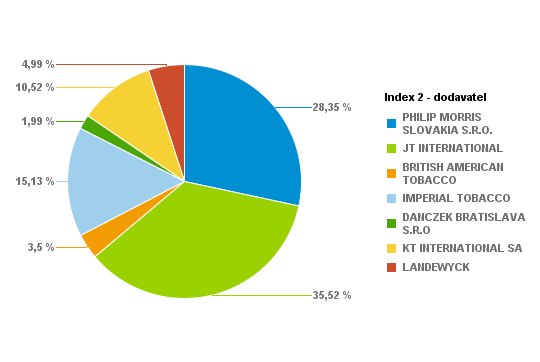 4,99 %
10,52 %
1,99 %
15,13 %
3,5 %
28,35 %
35,52 %
Index 2 - dodavatel
PHILIP MORRIS
SLOVAKIA S.R.O.
JT INTERNATIONAL
BRITISH AMERICAN
TOBACCO
IMPERIAL TOBACCO
DANCZEK BRATISLAVA
S.R.O
KT INTERNATIONAL SA
LANDEWYCK